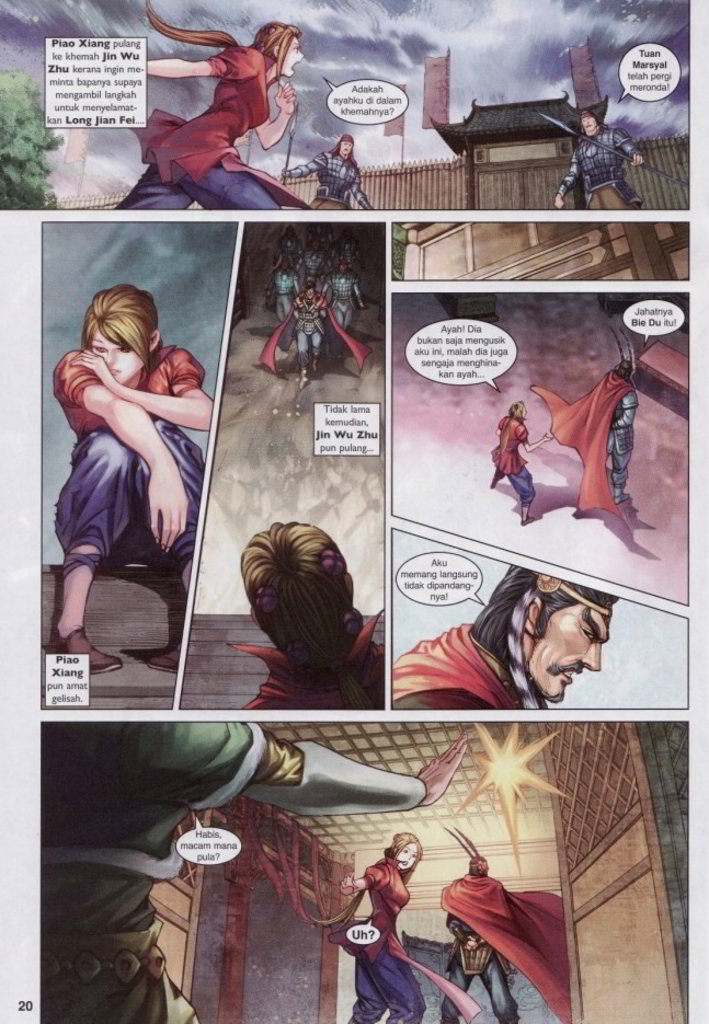 Piao Xiang pulang
ke khemah Jin Wu
Zhu kerana ingin me-
minta bapanya supaya
mengambil langkah
untuk menyelamat-
kan Long Jian Fei....
Adakah
ayahku di dalam
khemahnya?
Tuan
Marsyal
telah pergi
meronda!
Piao
Xiang
pun amat
gelisah.
Tidak lama
kemudian,
Jin Wu Zhu
pun pulang...
Ayah! Dia
bukan saja mengusik
aku ini, malah dia juga
sengaja menghina-
kan ayah...
Jahatnya
Bie Du itu!
Aku
memang langsung
tidak dipandang-
nya!
Habis,
macam mana
pula?
Uh?
20